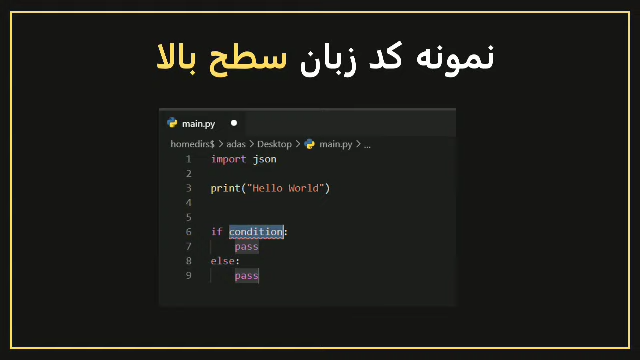 نمونه کد زبان سطح بالا
main.py
homedirs$ > adas > Desktop > main.py > ...
1 import json
2
3 print("Hello World")
4
5
6 if condition:
7 pass
8 else:
9 pass